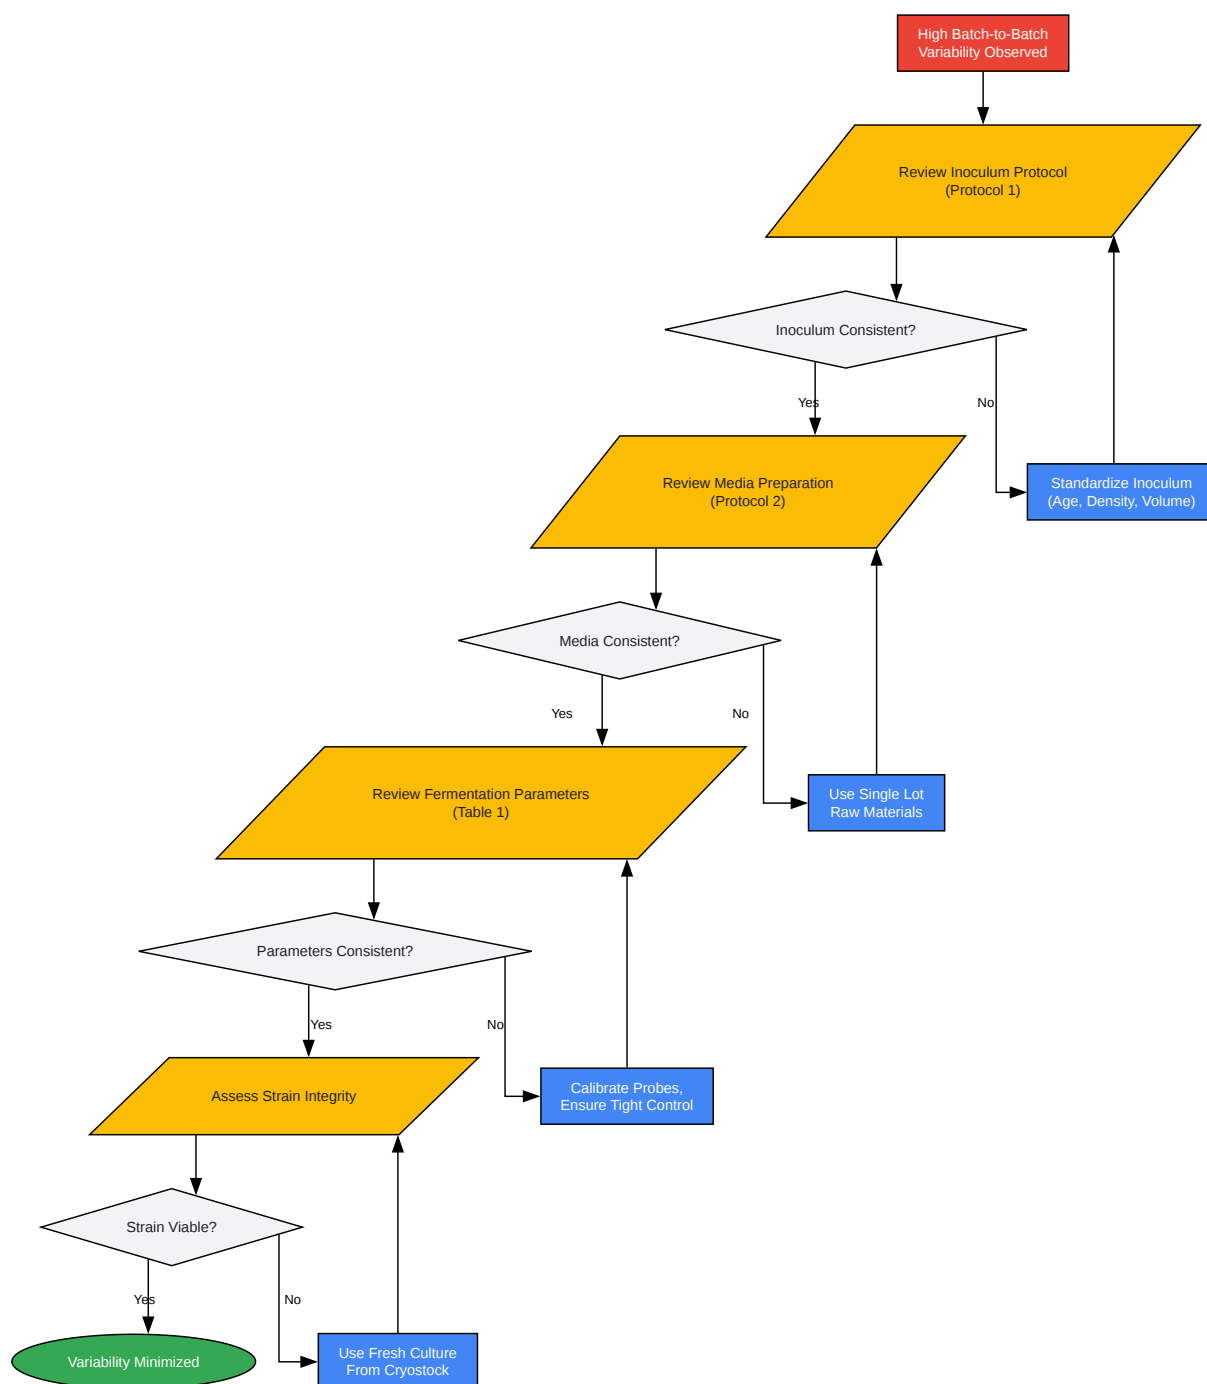 High Batch-to-Batch
Variability Observed
Review Inoculum Protocol
(Protocol 1)
Inoculum Consistent?
Yes
No
Review Media Preparation
(Protocol 2)
Standardize Inoculum
(Age, Density, Volume)
Media Consistent?
Yes
No
Review Fermentation Parameters
(Table 1)
Use Single Lot
Raw Materials
Parameters Consistent?
Yes
No
Assess Strain Integrity
Calibrate Probes,
Ensure Tight Control
Strain Viable?
Yes
No
Variability Minimized
Use Fresh Culture
From Cryostock